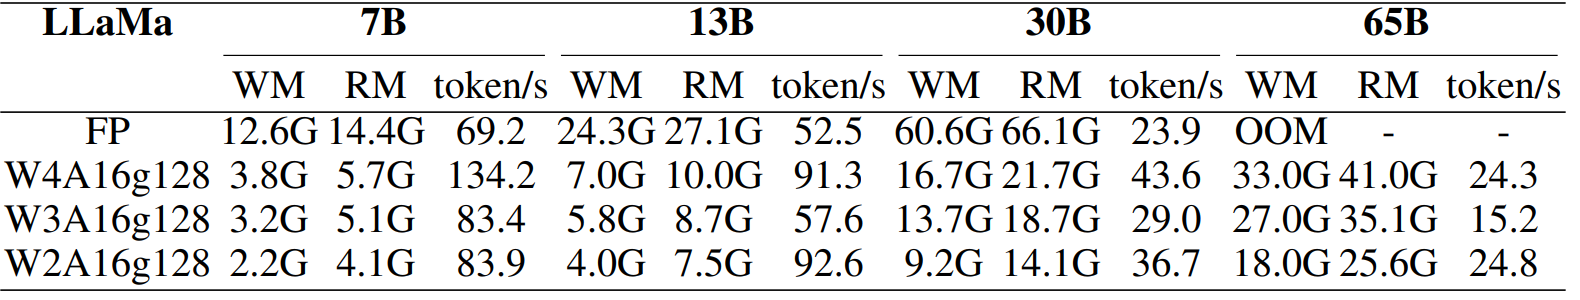 LLaMa 7B 13B 30B 65B
WM RM token/s WM RM token/s WM RM token/s WM RM token/s
FP 12.6G 14.4G 69.2 24.3G 27.1G 52.5 60.6G 66.1G 23.9 OOM - -
W4A16g128 3.8G 5.7G 134.2 7.0G 10.0G 91.3 16.7G 21.7G 43.6 33.0G 41.0G 24.3
W3A16g128 3.2G 5.1G 83.4 5.8G 8.7G 57.6 13.7G 18.7G 29.0 27.0G 35.1G 15.2
W2A16g128 2.2G 4.1G 83.9 4.0G 7.5G 92.6 9.2G 14.1G 36.7 18.0G 25.6G 24.8